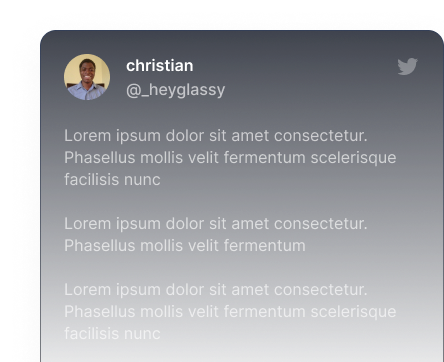 christian
@_heyglassy
Lorem ipsum dolor sit amet consectetur.
Phasellus mollis velit fermentum scelerisque
facilisis nunc
Lorem ipsum dolor sit amet consectetur.
Phasellus mollis velit fermentum
Lorem ipsum dolor sit amet consectetur.
Phasellus mollis velit fermentum scelerisque
facilisis nunc